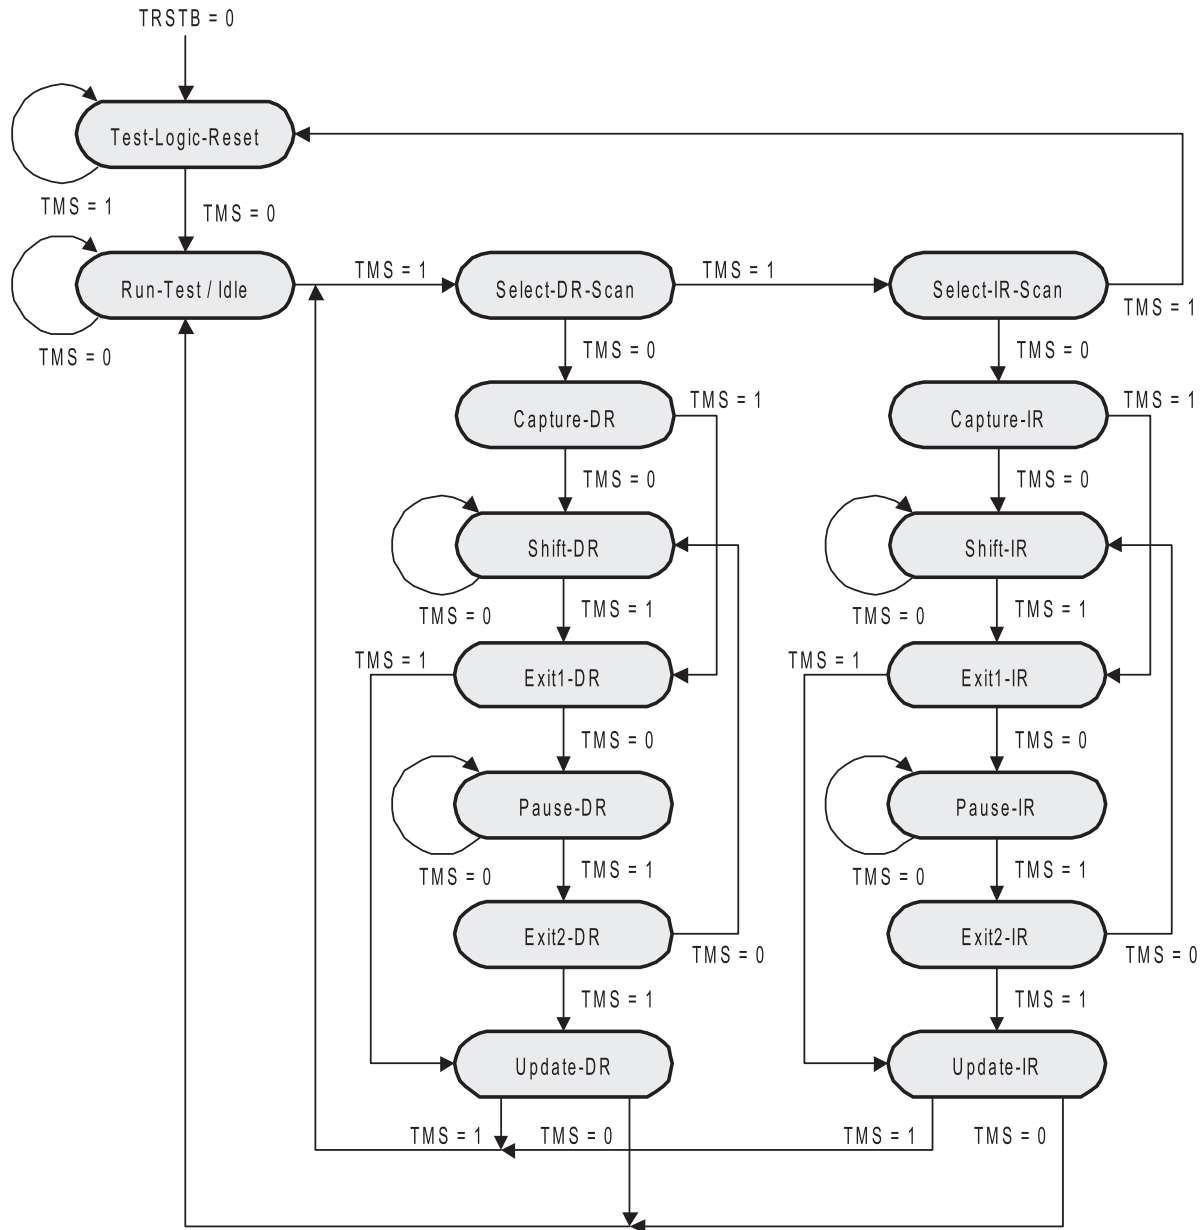 TRSTB = 0
Test-Logic-Reset
TMS = 1
TMS = 0
Run-Test / Idle
TMS = 1
Select-DR-Scan
TMS = 1
Select-IR-Scan
TMS = 1
TMS = 0
TMS = 0
TMS = 0
Capture-DR
TMS = 1
Capture-IR
TMS = 1
TMS = 0
TMS = 0
Shift-DR
Shift-IR
TMS = 0
TMS = 1
TMS = 0
TMS = 1
TMS = 1
Exit1-DR
TMS = 1
Exit1-IR
TMS = 0
TMS = 0
Pause-DR
Pause-IR
TMS = 0
TMS = 1
TMS = 0
TMS = 1
Exit2-DR
TMS = 0
Exit2-IR
TMS = 0
TMS = 1
TMS = 1
Update-DR
Update-IR
TMS = 1
TMS = 0
TMS = 1
TMS = 0